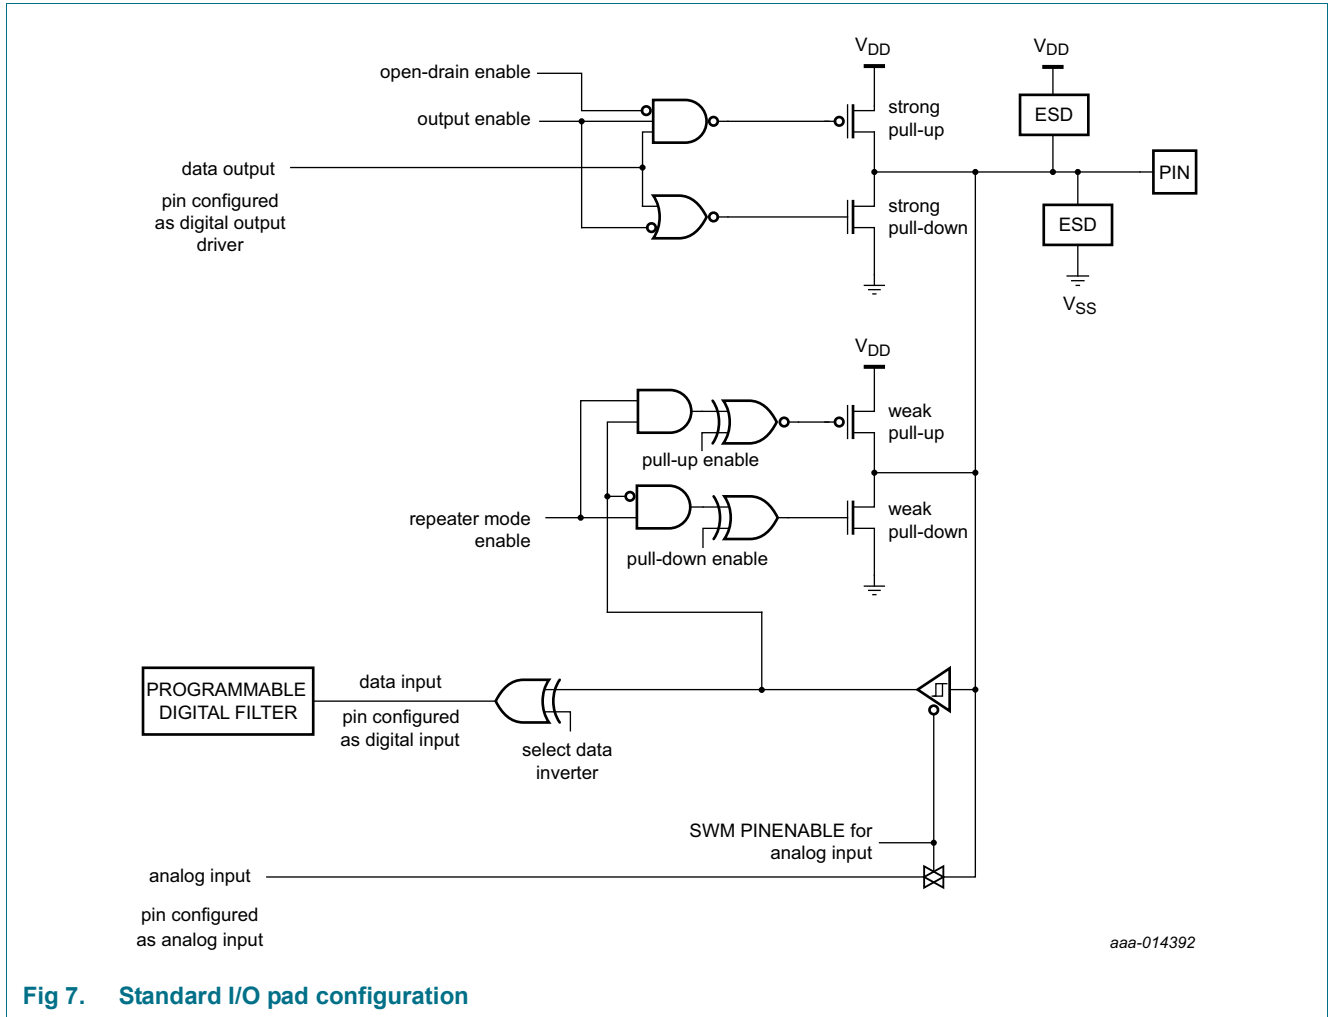 VDD
VDD
open-drain enable
strong
pull-up
ESD
output enable
data output
PIN
pin configured
as digital output
driver
strong
pull-down
ESD
VSS
VDD
weak
pull-up
pull-up enable
repeater mode
enable
weak
pull-down
pull-down enable
PROGRAMMABLE
DIGITAL FILTER
data input
pin configured
as digital input
select data
inverter
SWM PINENABLE for
analog input
analog input
pin configured
as analog input
aaa-014392
Fig 7. Standard I/O pad configuration